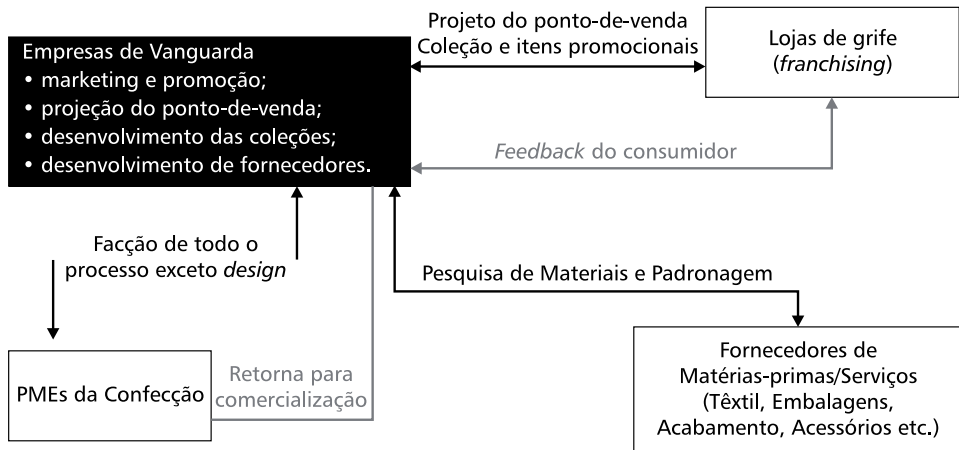 Empresas de Vanguarda
• marketing e promoção;
• projeção do ponto-de-venda;
• desenvolvimento das coleções;
• desenvolvimento de fornecedores.
Projeto do ponto-de-venda
Coleção e itens promocionais
Lojas de grife
(franchising)
Feedback do consumidor
Facção de todo o
processo exceto design
Pesquisa de Materiais e Padronagem
PMEs da Confecção
Retorna para
comercialização
Fornecedores de
Matérias-primas/Serviços
(Têxtil, Embalagens,
Acabamento, Acessórios etc.)